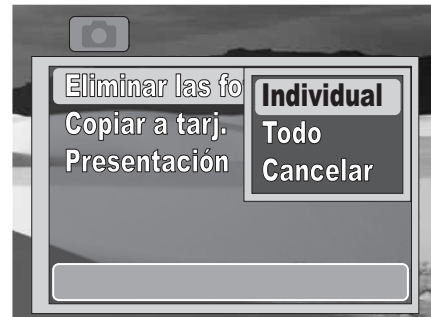 Eliminar las fo
Copiar a tarj.
Presentación
Individual
Todo
Cancelar